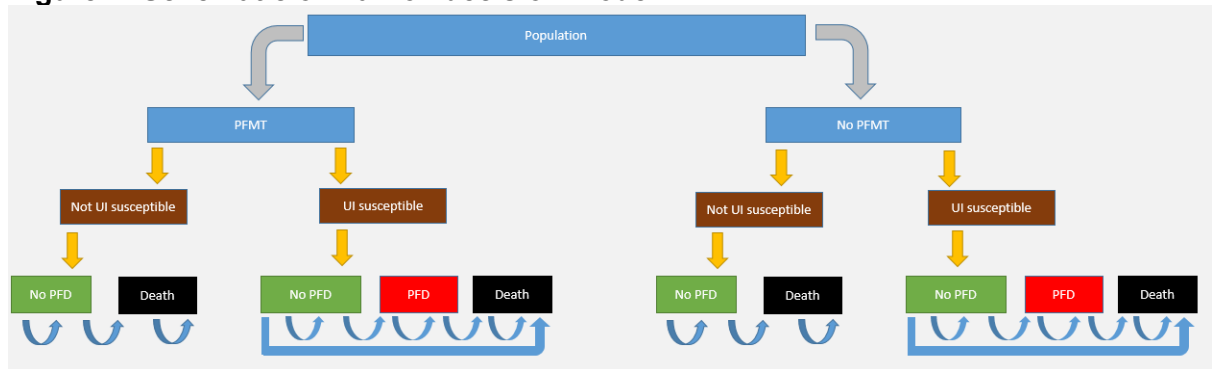 Population
PFMT
No PFMT
Not UI susceptible
UI susceptible
Not UI susceptible
UI susceptible
No PFD
Death
No PFD
PFD
Death
No PFD
Death
No PFD
PFD
Death